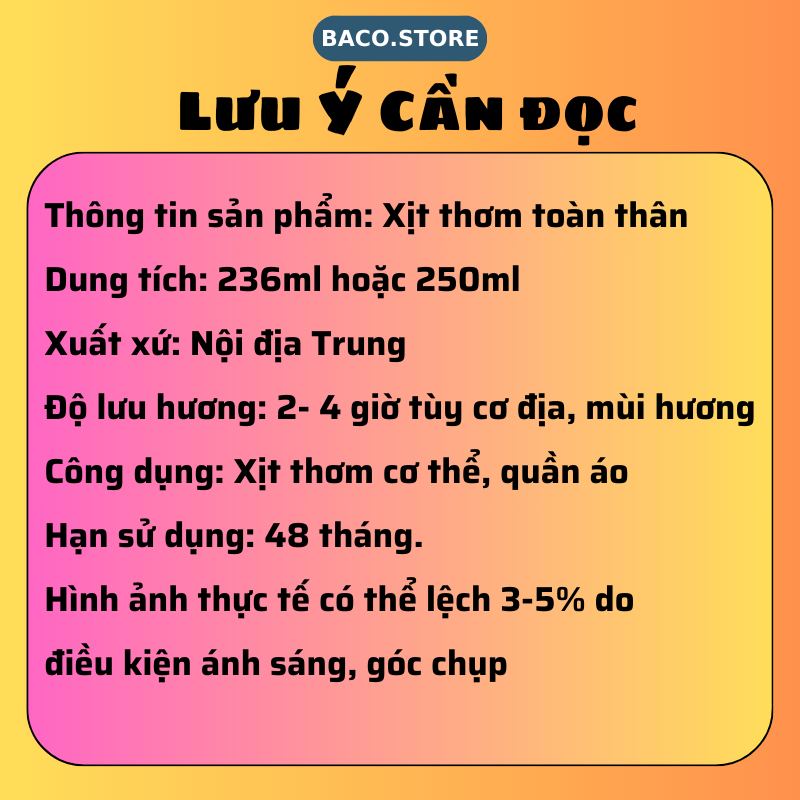 BACO.STORE
Lưu Ý Cần Đọc
Thông tin sản phẩm: Xịt thơm toàn thân
Dung tích: 236ml hoặc 250ml
Xuất xứ: Nội địa Trung
Độ lưu hương: 2- 4 giờ tùy cơ địa, mùi hương
Công dụng: Xịt thơm cơ thể, quần áo
Hạn sử dụng: 48 tháng.
Hình ảnh thực tế có thể lệch 3-5% do
điều kiện ánh sáng, góc chụp